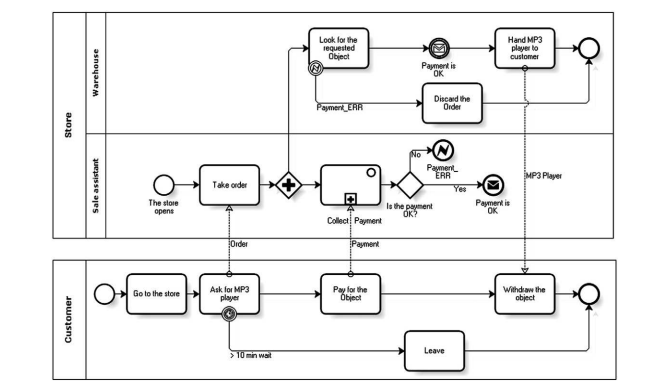 Store
Warehouse
Look for the
requested
Object
Payment_ERR
Payment is
OK
Hand MP3
player to
customer
Discard the
Order
Sale assistant
The store
opens
Take order
Collect Payment
Is the payment
OK?
No
Payment_
ERR
Yes
Payment is
OK
MP3 Player
Order
Payment
Customer
Go to the store
Ask for MP3
player
> 10 min wait
Pay for the
Object
Leave
Withdraw the
object